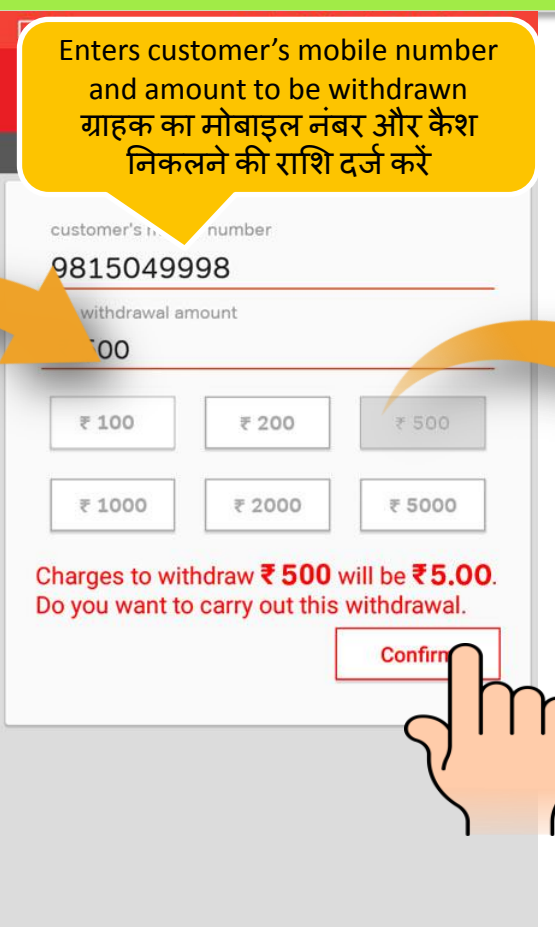 Enters customer's mobile number
and amount to be withdrawn
ग्राहक का मोबाइल नंबर और कैश
निकलने की राशि दर्ज करें
customer's number
9815049998
withdrawal amount
₹ 100 ₹ 200 ₹ 500
₹ 1000 ₹ 2000 ₹ 5000
Charges to withdraw ₹ 500 will be ₹5.00.
Do you want to carry out this withdrawal.
Confirm